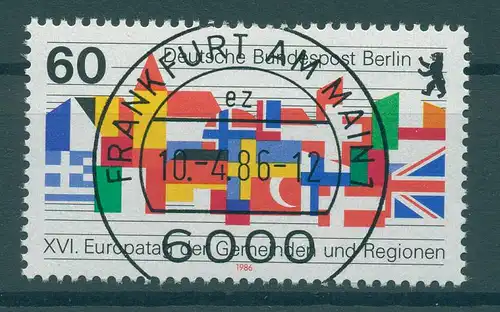 60
Deutsche Bundespost Berlin
FRANKFURT AM MAIN 1
ez
10.-4.86-12
6000
XVI. Europatag der Gemeinden und Regionen
1986